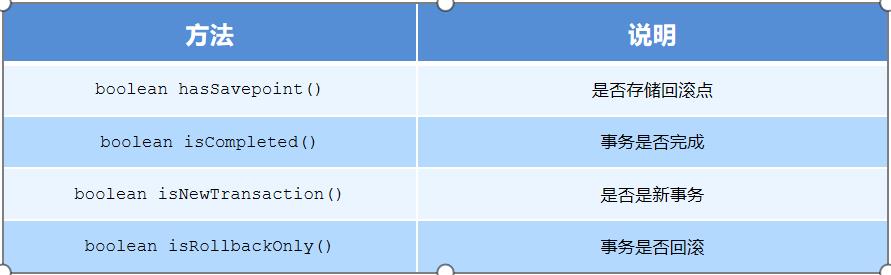 方法 说明
boolean hasSavepoint() 是否存储回滚点
boolean isCompleted() 事务是否完成
boolean isNewTransaction() 是否是新事务
boolean isRollbackOnly() 事务是否回滚